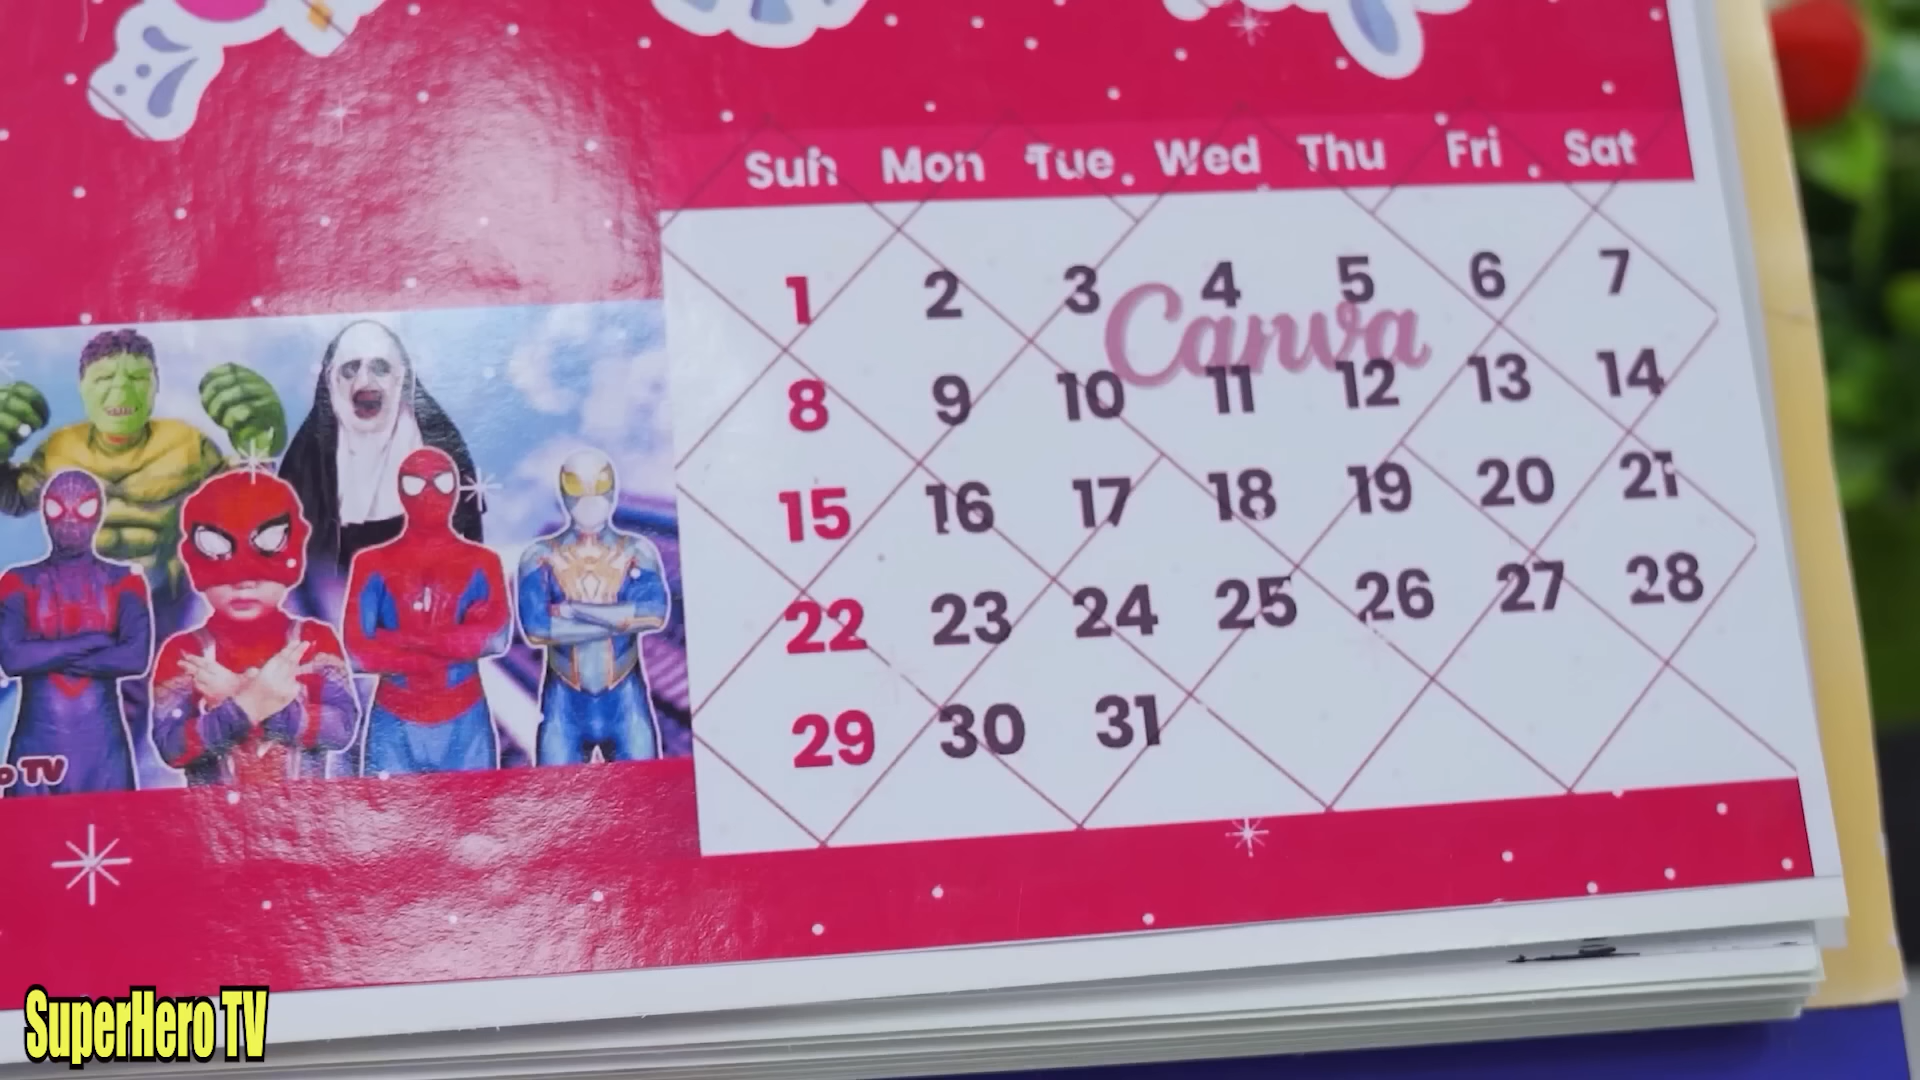 Sun Mon Tue Wed Thu Fri Sat
1 2 3 4 5 6 7
Canva
8 9 10 11 12 13 14
15 16 17 18 19 20 21
22 23 24 25 26 27 28
29 30 31
o TV
SuperHero TV